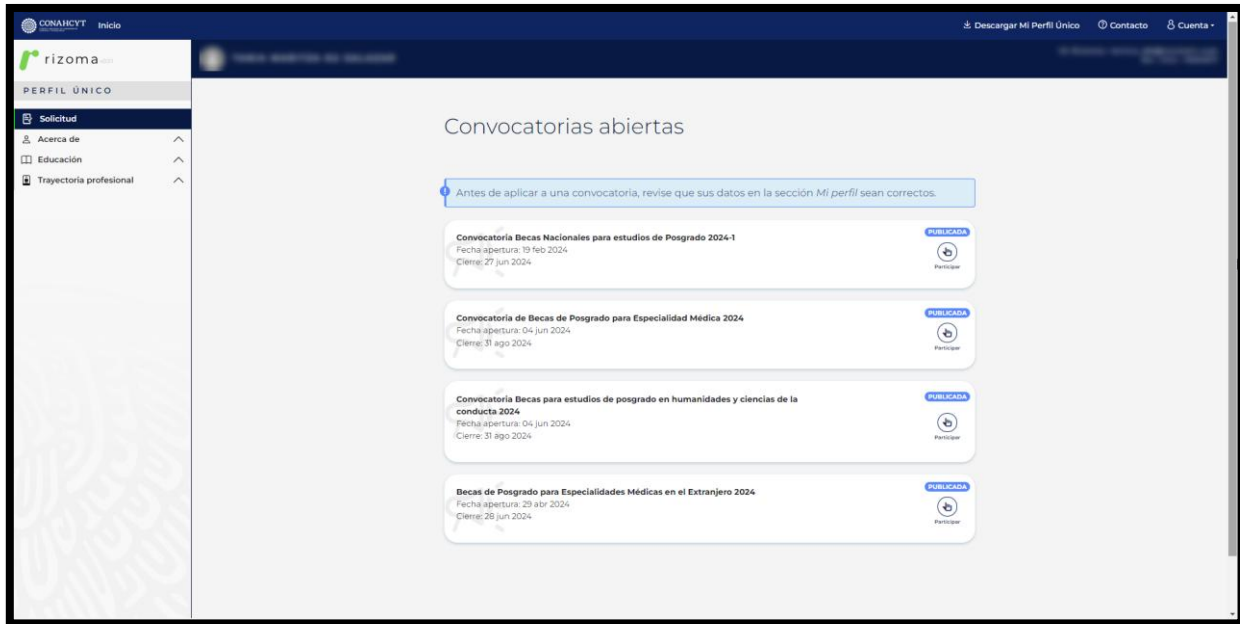 CONAHCYT Inicio
Descargar Mi Perfil Único Contacto Cuenta
rizoma
PERFIL ÚNICO
Solicitud
Acerca de
Educación
Trayectoria profesional
Convocatorias abiertas
Antes de aplicar a una convocatoria, revise que sus datos en la sección Mi perfil sean correctos.
Convocatoria Becas Nacionales para estudios de Posgrado 2024-1
Fecha apertura: 19 feb 2024
Cierre: 27 jun 2024
PUBLICADA
Participar
Convocatoria de Becas de Posgrado para Especialidad Médica 2024
Fecha apertura: 04 jun 2024
Cierre: 31 ago 2024
PUBLICADA
Participar
Convocatoria Becas para estudios de posgrado en humanidades y ciencias de la
conducta 2024
Fecha apertura: 04 jun 2024
Cierre: 31 ago 2024
PUBLICADA
Participar
Becas de Posgrado para Especialidades Médicas en el Extranjero 2024
Fecha apertura: 29 abr 2024
Cierre: 28 jun 2024
PUBLICADA
Participar